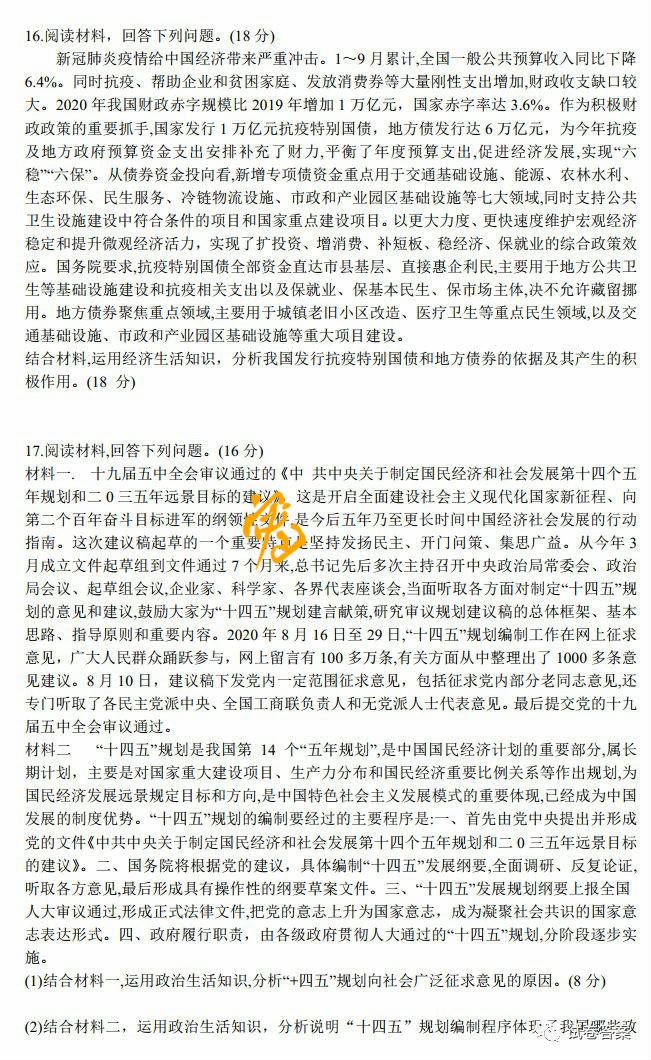 16.阅读材料，回答下列问题。(18 分)
新冠肺炎疫情给中国经济带来严重冲击。1～9 月累计,全国一般公共预算收入同比下降
6.4%。同时抗疫、帮助企业和贫困家庭、发放消费券等大量刚性支出增加,财政收支缺口较
大。2020 年我国财政赤字规模比 2019 年增加 1 万亿元，国家赤字率达 3.6%。作为积极财
政政策的重要抓手,国家发行 1 万亿元抗疫特别国债，地方债发行达 6 万亿元，为今年抗疫
及地方政府预算资金支出安排补充了财力,平衡了年度预算支出,促进经济发展,实现“六
稳”“六保”。从债券资金投向看,新增专项债资金重点用于交通基础设施、能源、农林水利、
生态环保、民生服务、冷链物流设施、市政和产业园区基础设施等七大领域,同时支持公共
卫生设施建设中符合条件的项目和国家重点建设项目。以更大力度、更快速度维护宏观经济
稳定和提升微观经济活力，实现了扩投资、增消费、补短板、稳经济、保就业的综合政策效
应。国务院要求,抗疫特别国债全部资金直达市县基层、直接惠企利民,主要用于地方公共卫
生等基础设施建设和抗疫相关支出以及保就业、保基本民生、保市场主体,决不允许藏留挪
用。地方债券聚焦重点领域,主要用于城镇老旧小区改造、医疗卫生等重点民生领域,以及交
通基础设施、市政和产业园区基础设施等重大项目建设。
结合材料,运用经济生活知识，分析我国发行抗疫特别国债和地方债券的依据及其产生的积
极作用。(18 分)
17.阅读材料,回答下列问题。(16 分)
材料一. 十九届五中全会审议通过的《中 共中央关于制定国民经济和社会发展第十四个五
年规划和二 0 三五年远景目标的建议》，这是开启全面建设社会主义现代化国家新征程、向
第二个百年奋斗目标进军的纲领性文件,是今后五年乃至更长时间中国经济社会发展的行动
指南。这次建议稿起草的一个重要特点是坚持发扬民主、开门问策、集思广益。从今年 3
月成立文件起草组到文件通过 7 个月来,总书记先后多次主持召开中央政治局常委会、政治
局会议、起草组会议,企业家、科学家、各界代表座谈会,当面听取各方面对制定“十四五”规
划的意见和建议,鼓励大家为“十四五”规划建言献策,研究审议规划建议稿的总体框架、基本
思路、指导原则和重要内容。2020 年 8 月 16 日至 29 日,“十四五”规划编制工作在网上征求
意见，广大人民群众踊跃参与，网上留言有 100 多万条,有关方面从中整理出了 1000 多条意
见建议。8 月 10 日，建议稿下发党内一定范围征求意见，包括征求党内部分老同志意见,还
专门听取了各民主党派中央、全国工商联负责人和无党派人士代表意见。最后提交党的十九
届五中全会审议通过。
材料二 “十四五”规划是我国第 14 个“五年规划”,是中国国民经济计划的重要部分,属长
期计划，主要是对国家重大建设项目、生产力分布和国民经济重要比例关系等作出规划,为
国民经济发展远景规定目标和方向,是中国特色社会主义发展模式的重要体现,已经成为中国
发展的制度优势。“十四五”规划的编制要经过的主要程序是:一、首先由党中央提出并形成
党的文件《中共中央关于制定国民经济和社会发展第十四个五年规划和二 0 三五年远景目标
的建议》。二、国务院将根据党的建议，具体编制“十四五”发展纲要,全面调研、反复论证,
听取各方意见,最后形成具有操作性的纲要草案文件。三、“十四五”发展规划纲要上报全国
人大审议通过,形成正式法律文件,把党的意志上升为国家意志，成为凝聚社会共识的国家意
志表达形式。四、政府履行职责，由各级政府贯彻人大通过的“十四五”规划,分阶段逐步实
施。
(1)结合材料一,运用政治生活知识,分析“+四五”规划向社会广泛征求意见的原因。(8 分)
(2)结合材料二，运用政治生活知识，分析说明“十四五”规划编制程序体现了我国哪些政
试卷答案